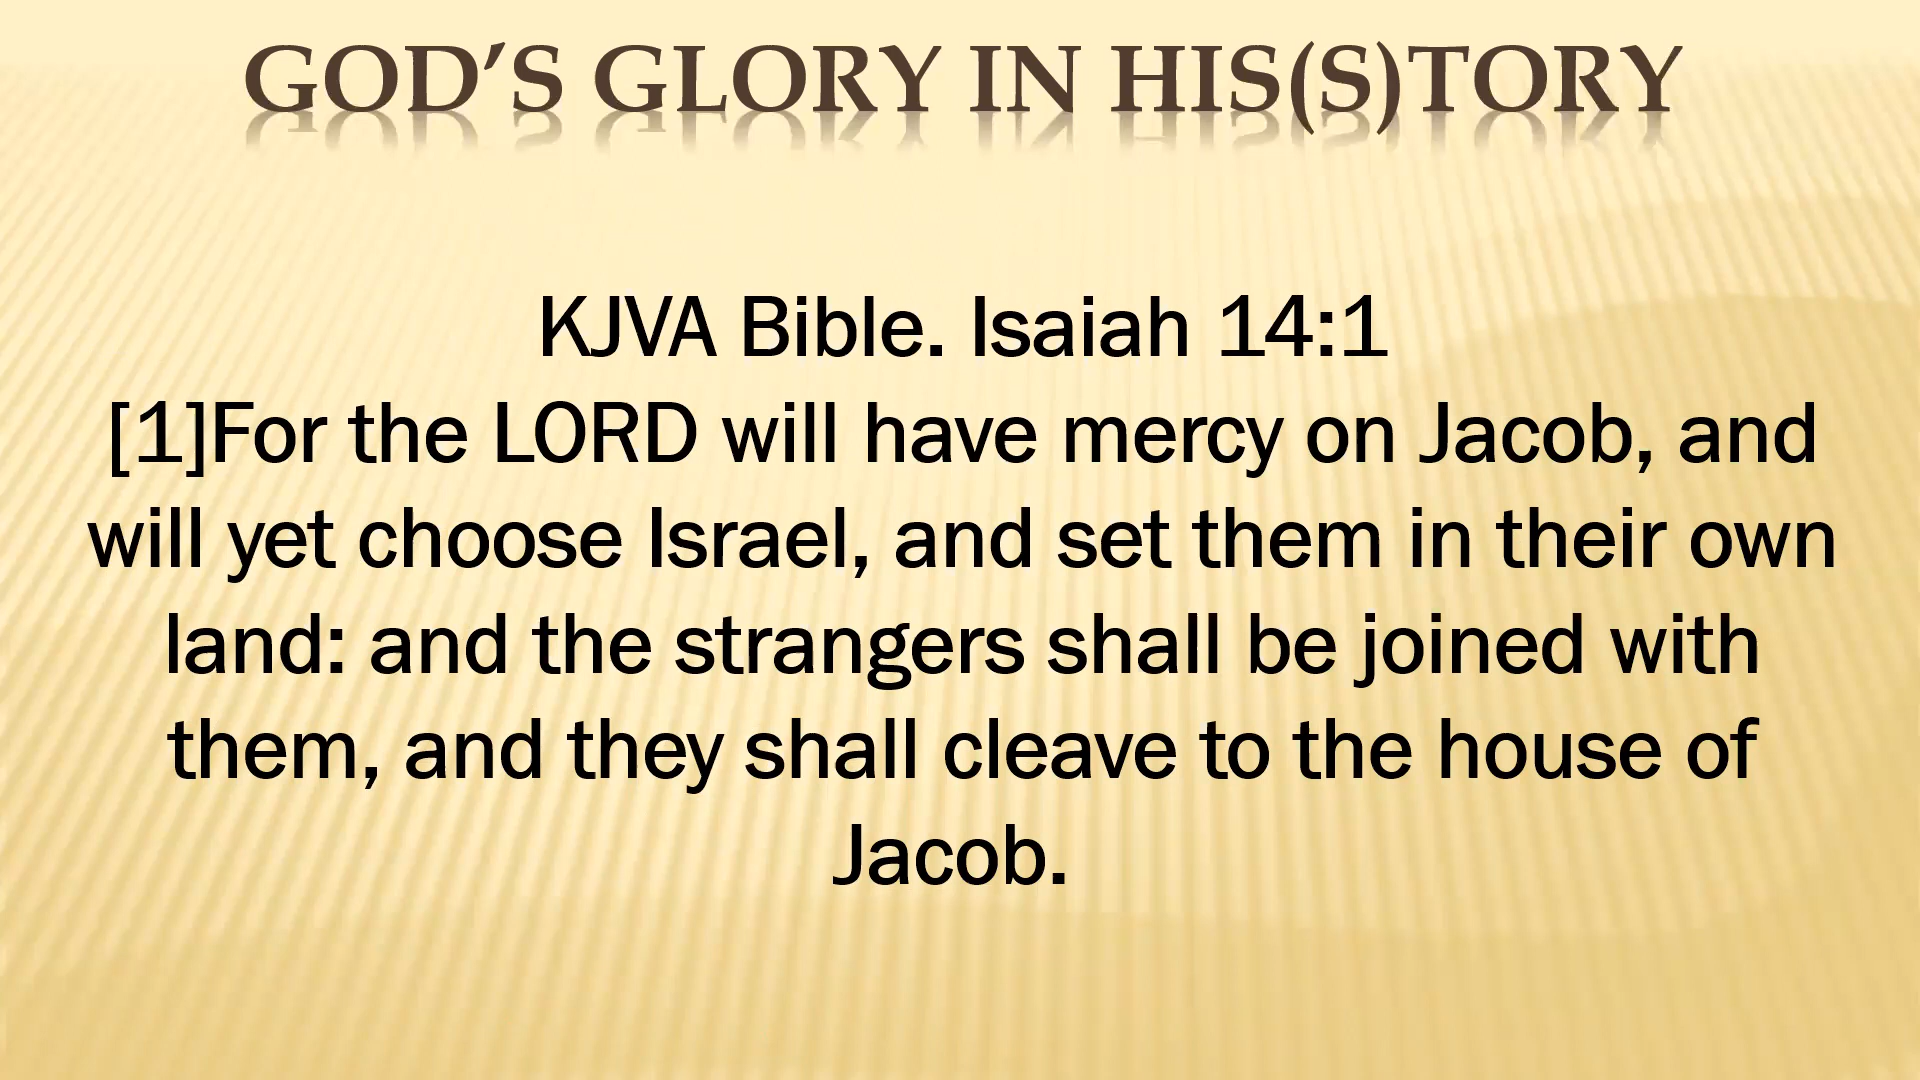 GOD’S GLORY IN HIS(S)TORY
KJVA Bible. Isaiah 14:1
[1]For the LORD will have mercy on Jacob, and
will yet choose Israel, and set them in their own
land: and the strangers shall be joined with
them, and they shall cleave to the house of
Jacob.